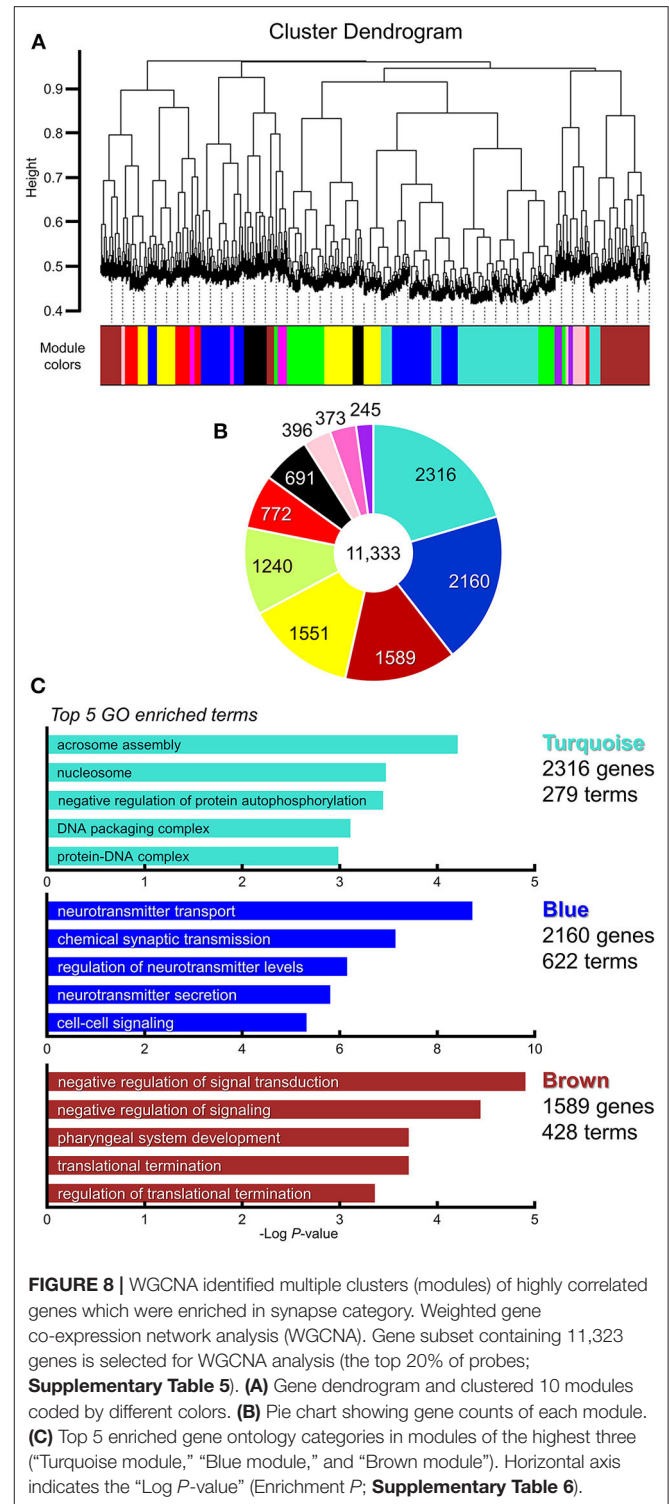 A
Cluster Dendrogram
Height
0.9
0.8
0.7
0.6
0.5
0.4
Module
colors
B
2316
2160
1589
1551
1240
772
691
396
373
245
11,333
C
Top 5 GO enriched terms
acrosome assembly
nucleosome
negative regulation of protein autophosphorylation
DNA packaging complex
protein-DNA complex
0 1 2 3 4 5
Turquoise
2316 genes
279 terms
neurotransmitter transport
chemical synaptic transmission
regulation of neurotransmitter levels
neurotransmitter secretion
cell-cell signaling
0 2 4 6 8 10
Blue
2160 genes
622 terms
negative regulation of signal transduction
negative regulation of signaling
pharyngeal system development
translational termination
regulation of translational termination
0 1 2 3 4 5
-Log P-value
Brown
1589 genes
428 terms
FIGURE 8 | WGCNA identified multiple clusters (modules) of highly correlated
genes which were enriched in synapse category. Weighted gene
co-expression network analysis (WGCNA). Gene subset containing 11,323
genes is selected for WGCNA analysis (the top 20% of probes;
Supplementary Table 5). (A) Gene dendrogram and clustered 10 modules
coded by different colors. (B) Pie chart showing gene counts of each module.
(C) Top 5 enriched gene ontology categories in modules of the highest three
(“Turquoise module,” “Blue module,” and “Brown module”). Horizontal axis
indicates the “Log P-value” (Enrichment P; Supplementary Table 6).